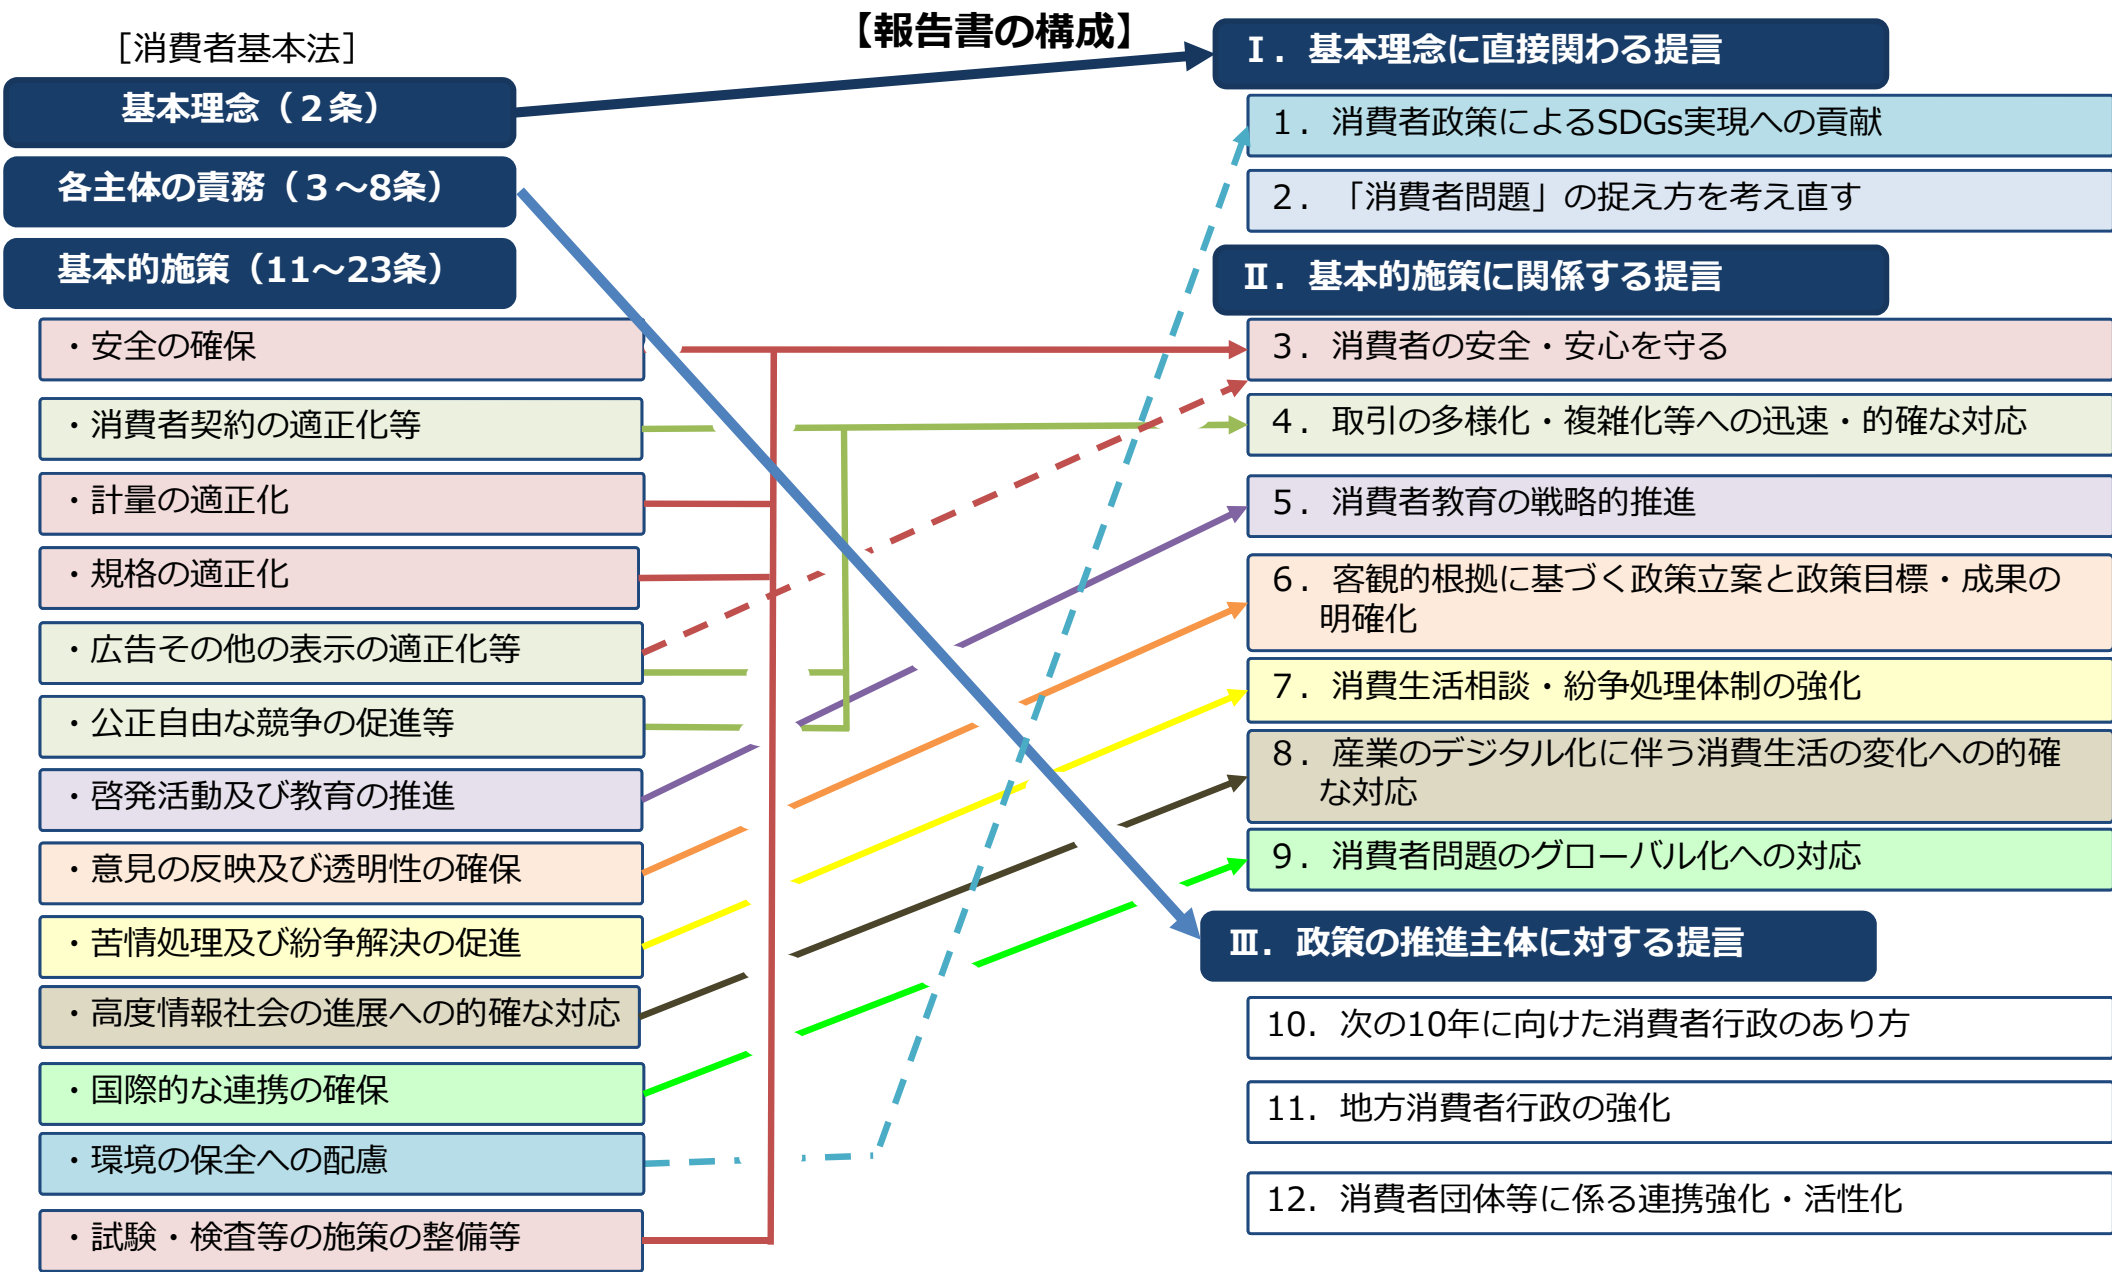 【報告書の構成】
［消費者基本法］
基本理念（２条）
各主体の責務（３～8条）
基本的施策（11～23条）
・安全の確保
・消費者契約の適正化等
・計量の適正化
・規格の適正化
・広告その他の表示の適正化等
・公正自由な競争の促進等
・啓発活動及び教育の推進
・意見の反映及び透明性の確保
・苦情処理及び紛争解決の促進
・高度情報社会の進展への的確な対応
・国際的な連携の確保
・環境の保全への配慮
・試験・検査等の施策の整備等
Ⅰ．基本理念に直接関わる提言
１．消費者政策によるSDGs実現への貢献
２．「消費者問題」の捉え方を考え直す
Ⅱ．基本的施策に関係する提言
３．消費者の安全・安心を守る
４．取引の多様化・複雑化等への迅速・的確な対応
５．消費者教育の戦略的推進
６．客観的根拠に基づく政策立案と政策目標・成果の
明確化
７．消費生活相談・紛争処理体制の強化
８．産業のデジタル化に伴う消費生活の変化への的確
な対応
９．消費者問題のグローバル化への対応
Ⅲ．政策の推進主体に対する提言
10．次の10年に向けた消費者行政のあり方
11．地方消費者行政の強化
12．消費者団体等に係る連携強化・活性化